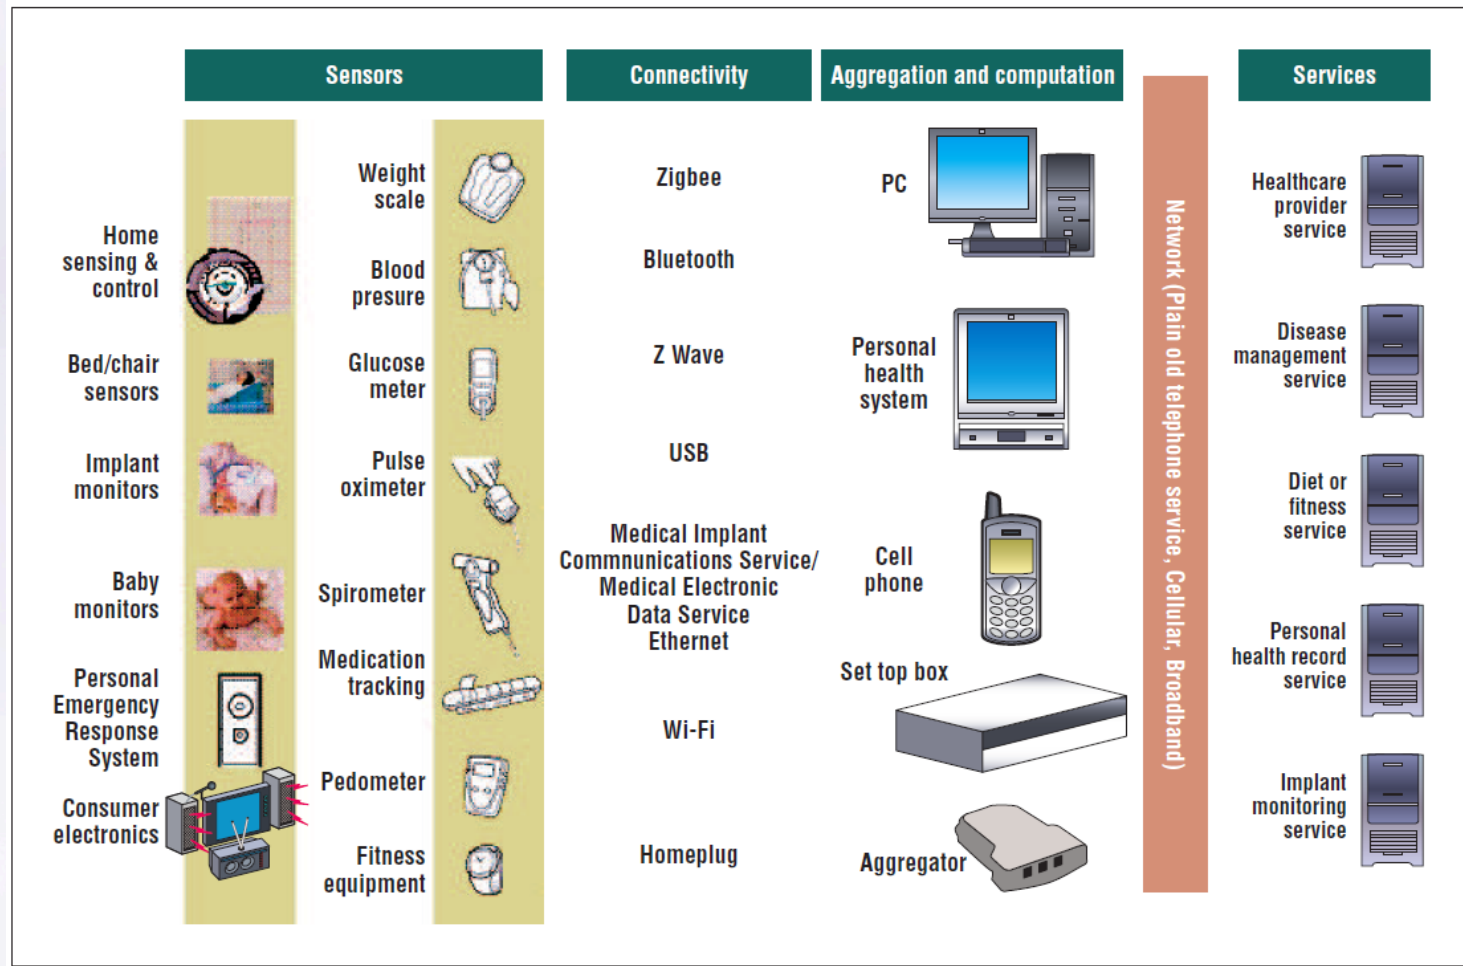 Sensors
Home
sensing &
control
Bed/chair
sensors
Implant
monitors
Baby
monitors
Personal
Emergency
Response
System
Consumer
electronics
Weight
scale
Blood
presure
Glucose
meter
Pulse
oximeter
Spirometer
Medication
tracking
Pedometer
Fitness
equipment
Connectivity
Zigbee
Bluetooth
Z Wave
USB
Medical Implant
Commnunications Service/
Medical Electronic
Data Service
Ethernet
Wi-Fi
Homeplug
Aggregation and computation
PC
Personal
health
system
Cell
phone
Set top box
Aggregator
Network (Plain old telephone service, Cellular, Broadband)
Services
Healthcare
provider
service
Disease
management
service
Diet or
fitness
service
Personal
health record
service
Implant
monitoring
service